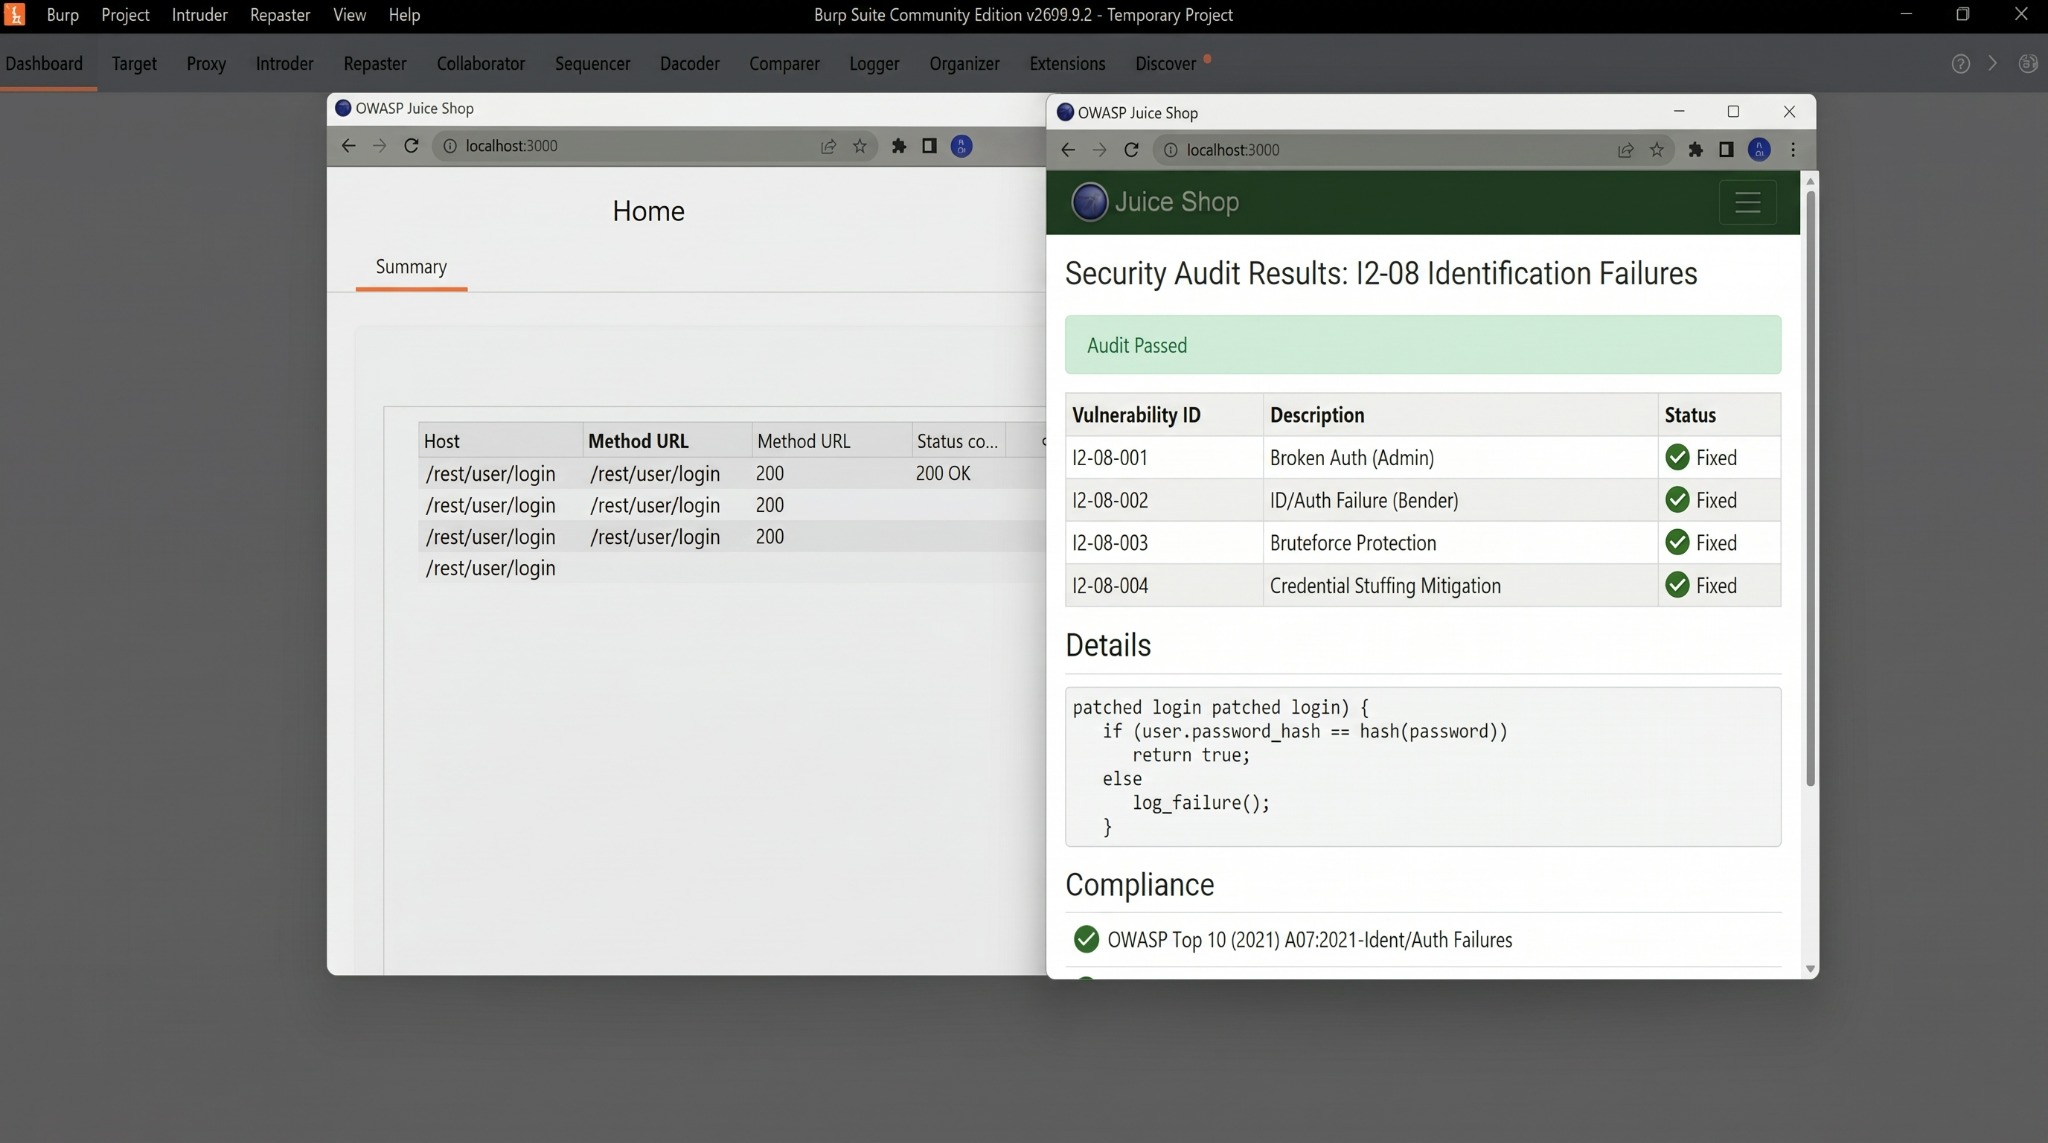 Burp Project Intruder Repaster View Help
Burp Suite Community Edition v2699.9.2 - Temporary Project
Dashboard Target Proxy Intoder Repaster Collaborator Sequencer Dacoder Comparer Logger Organizer Extensions Discover
OWASP Juice Shop
localhost:3000
Home
Summary
Host Method URL Method URL Status co...
/rest/user/login /rest/user/login 200 200 OK
/rest/user/login /rest/user/login 200
/rest/user/login /rest/user/login 200
/rest/user/login
OWASP Juice Shop
localhost:3000
Juice Shop
Security Audit Results: I2-08 Identification Failures
Audit Passed
Vulnerability ID Description Status
I2-08-001 Broken Auth (Admin) Fixed
I2-08-002 ID/Auth Failure (Bender) Fixed
I2-08-003 Bruteforce Protection Fixed
I2-08-004 Credential Stuffing Mitigation Fixed
Details
patched login patched login) {
if (user.password_hash == hash(password))
return true;
else
log_failure();
}
Compliance
OWASP Top 10 (2021) A07:2021-Ident/Auth Failures